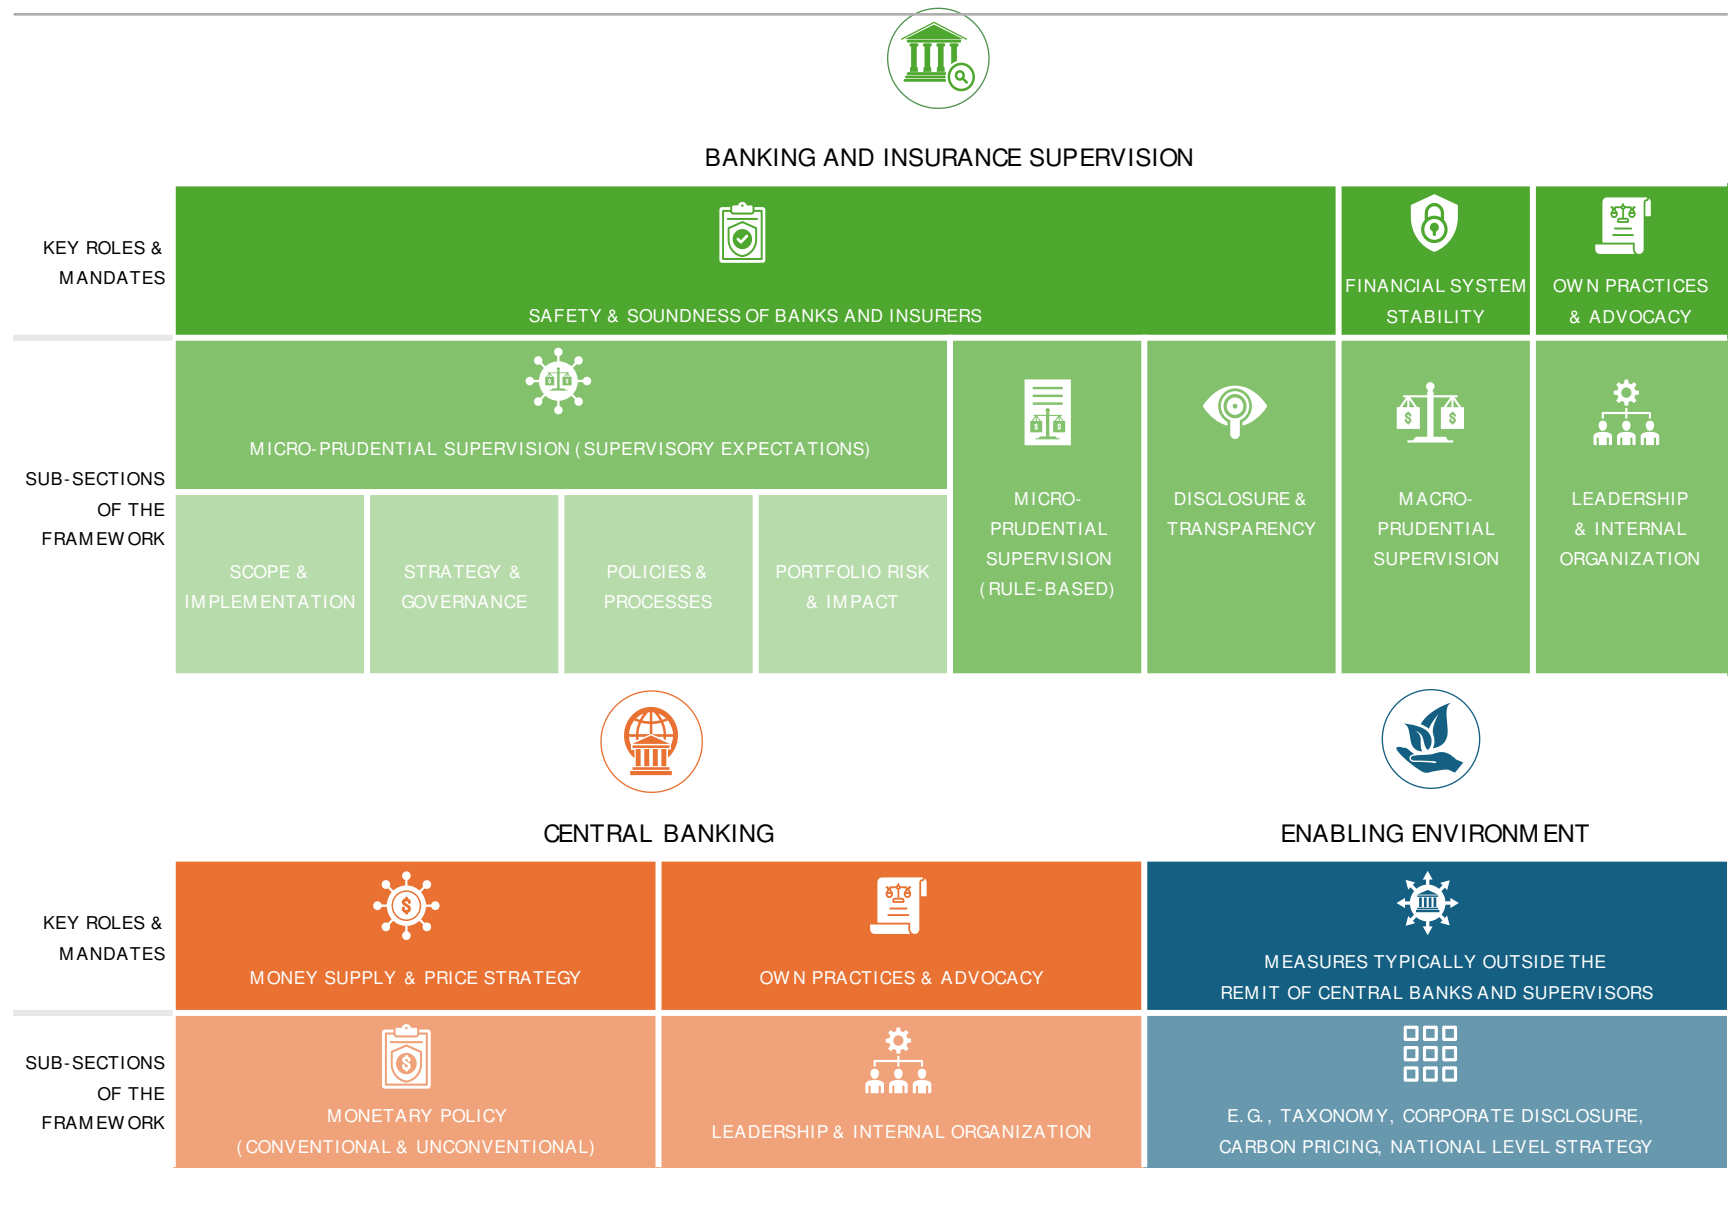 BANKING AND INSURANCE SUPERVISION
KEY ROLES &
MANDATES
SAFETY & SOUNDNESS OF BANKS AND INSURERS
FINANCIAL SYSTEM
STABILITY
OWN PRACTICES
& ADVOCACY
SUB-SECTIONS
OF THE
FRAMEWORK
MICRO-PRUDENTIAL SUPERVISION (SUPERVISORY EXPECTATIONS)
SCOPE &
IMPLEMENTATION
STRATEGY &
GOVERNANCE
POLICIES &
PROCESSES
PORTFOLIO RISK
& IMPACT
MICRO-
PRUDENTIAL
SUPERVISION
(RULE-BASED)
DISCLOSURE &
TRANSPARENCY
MACRO-
PRUDENTIAL
SUPERVISION
LEADERSHIP
& INTERNAL
ORGANIZATION
CENTRAL BANKING
ENABLING ENVIRONMENT
KEY ROLES &
MANDATES
MONEY SUPPLY & PRICE STRATEGY
OWN PRACTICES & ADVOCACY
MEASURES TYPICALLY OUTSIDE THE
REMIT OF CENTRAL BANKS AND SUPERVISORS
SUB-SECTIONS
OF THE
FRAMEWORK
MONETARY POLICY
(CONVENTIONAL & UNCONVENTIONAL)
LEADERSHIP & INTERNAL ORGANIZATION
E.G., TAXONOMY, CORPORATE DISCLOSURE,
CARBON PRICING, NATIONAL LEVEL STRATEGY